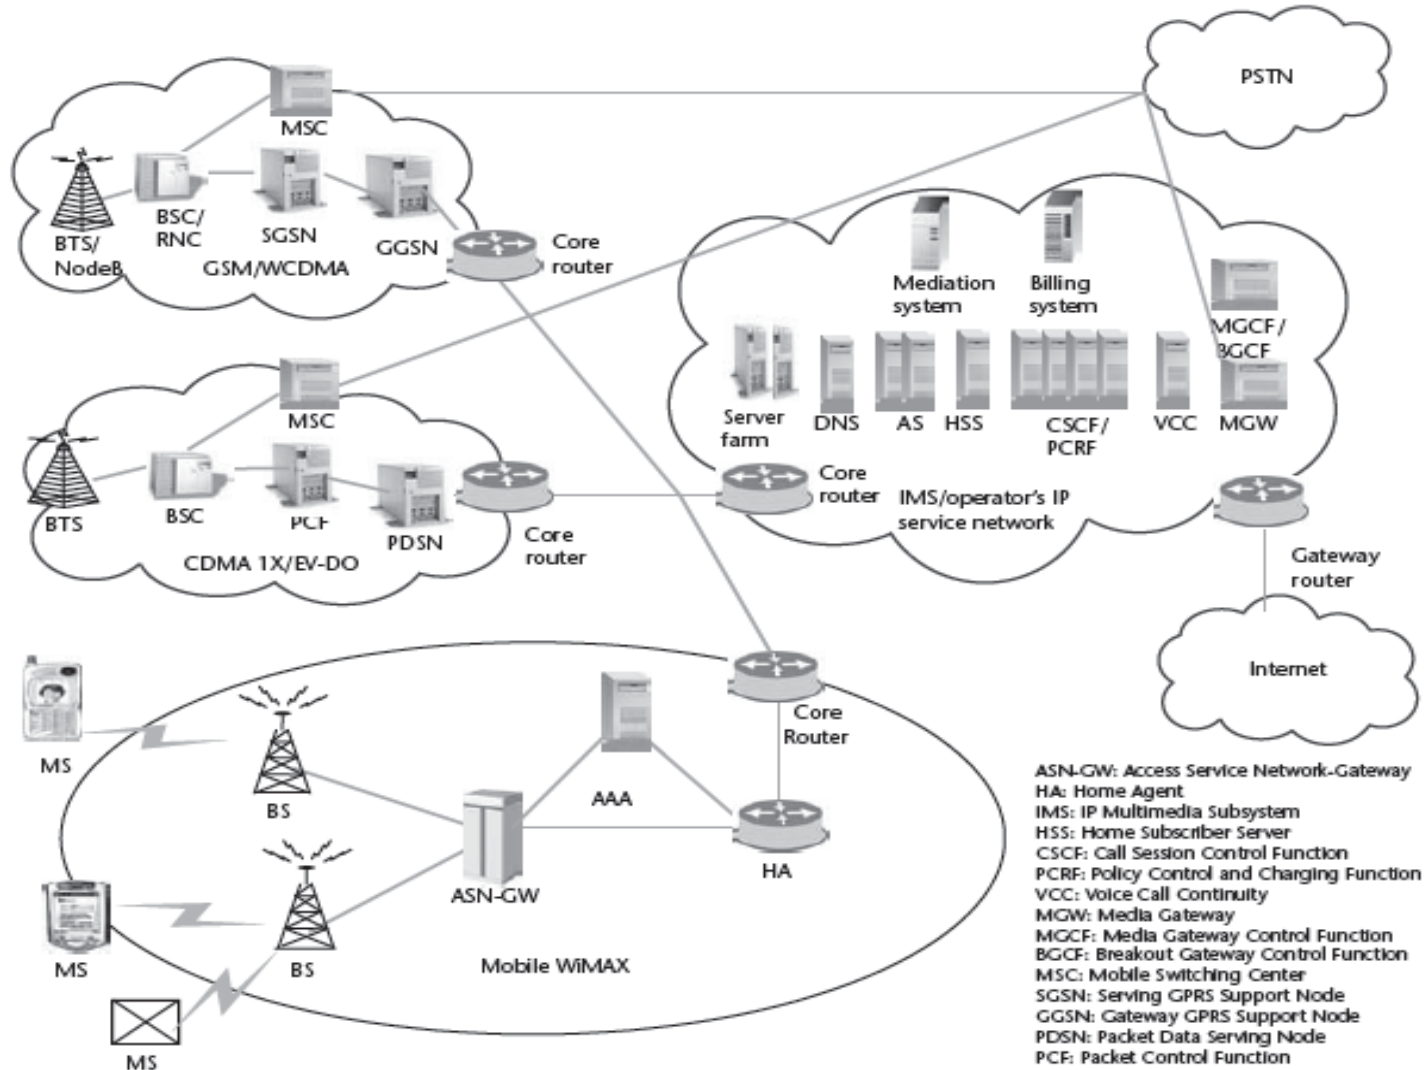 PSTN
MSC
BTS/
NodeB
BSC/
RNC
SGSN
GGSN
GSM/WCDMA
Core
router
Mediation
system
Billing
system
MGCF/
BGCF
Server
farm
DNS
AS
HSS
CSCF/
PCRF
VCC
MGW
MSC
BTS
BSC
PCF
PDSN
CDMA 1X/EV-DO
Core
router
Core
router
IMS/operator's IP
service network
Gateway
router
Internet
MS
BS
AAA
Core
Router
ASN-GW
HA
MS
BS
Mobile WiMAX
MS
ASN-GW: Access Service Network-Gateway
HA: Home Agent
IMS: IP Multimedia Subsystem
HSS: Home Subscriber Server
CSCF: Call Session Control Function
PCRF: Policy Control and Charging Function
VCC: Voice Call Continuity
MGW: Media Gateway
MGCF: Media Gateway Control Function
BGCF: Breakout Gateway Control Function
MSC: Mobile Switching Center
SGSN: Serving GPRS Support Node
GGSN: Gateway GPRS Support Node
PDSN: Packet Data Serving Node
PCF: Packet Control Function